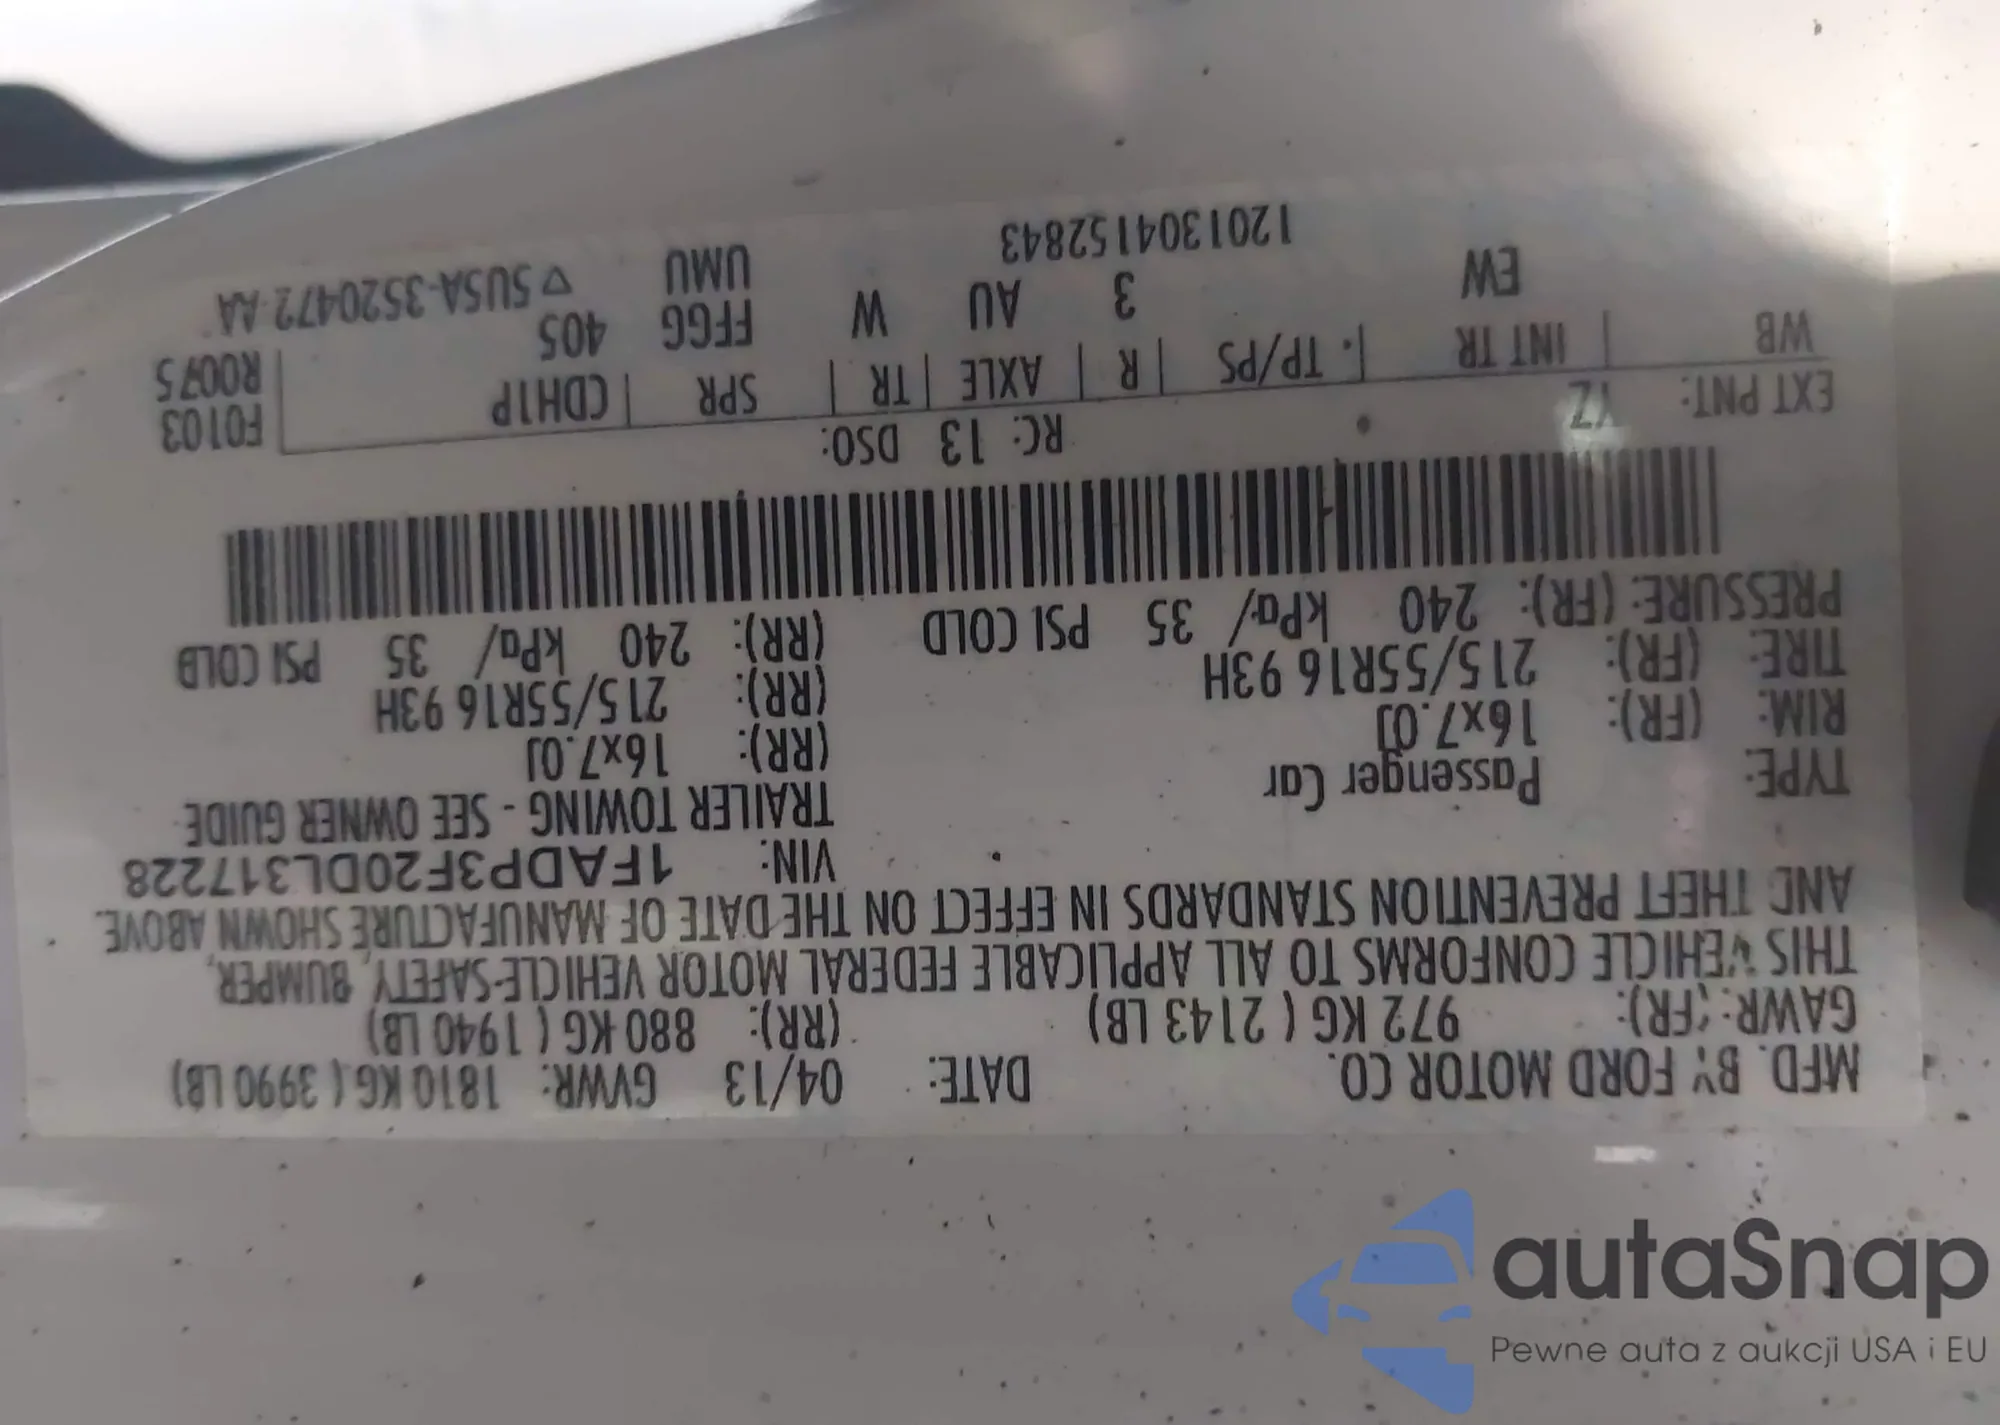 MFD. BY FORD MOTOR CO. DATE: 04/13 GVWR: 1810 KG ( 3990 LB)
GAWR: (FR): 972 KG ( 2143 LB) (RR): 880 KG ( 1940 LB)
THIS VEHICLE CONFORMS TO ALL APPLICABLE FEDERAL MOTOR VEHICLE-SAFETY, BUMPER,
AND THEFT PREVENTION STANDARDS IN EFFECT ON THE DATE OF MANUFACTURE SHOWN ABOVE.
VIN: 1FADP3F20DL317228
TYPE: Passenger Car TRAILER TOWING - SEE OWNER GUIDE
RIM: (FR): 16x7.0J (RR): 16x7.0J
TIRE: (FR): 215/55R16 93H (RR): 215/55R16 93H
PRESSURE: (FR): 240 kPa/ 35 PSI COLD (RR): 240 kPa/ 35 PSI COLD
EXT PNT: YZ RC: 13 DSO: F0103
WB | INT TR | TP/PS | R | AXLE | TR | SPR | CDH1P R0075
EW 3 AU W FFGG 405
UMU ▽ 5U5A-3520472-AA
1201304152843
autaSnap
Pewne auta z aukcji USA i EU